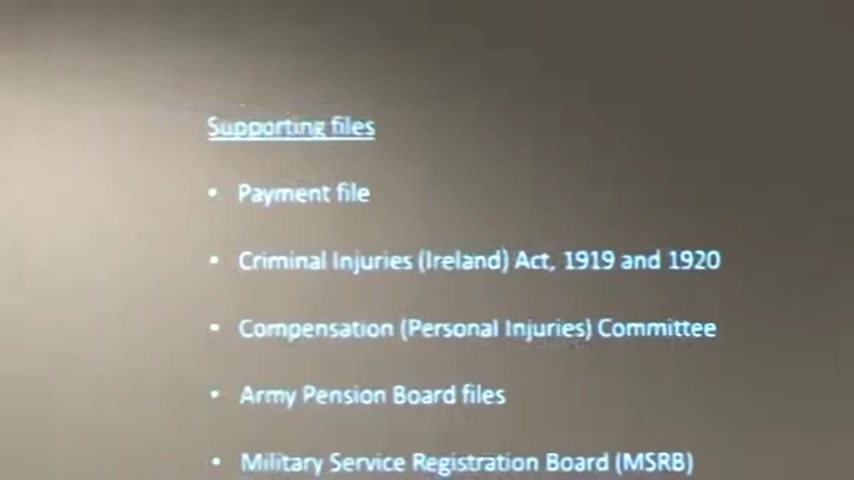 Supporting files
• Payment file
• Criminal Injuries (Ireland) Act, 1919 and 1920
• Compensation (Personal Injuries) Committee
• Army Pension Board files
• Military Service Registration Board (MSRB)